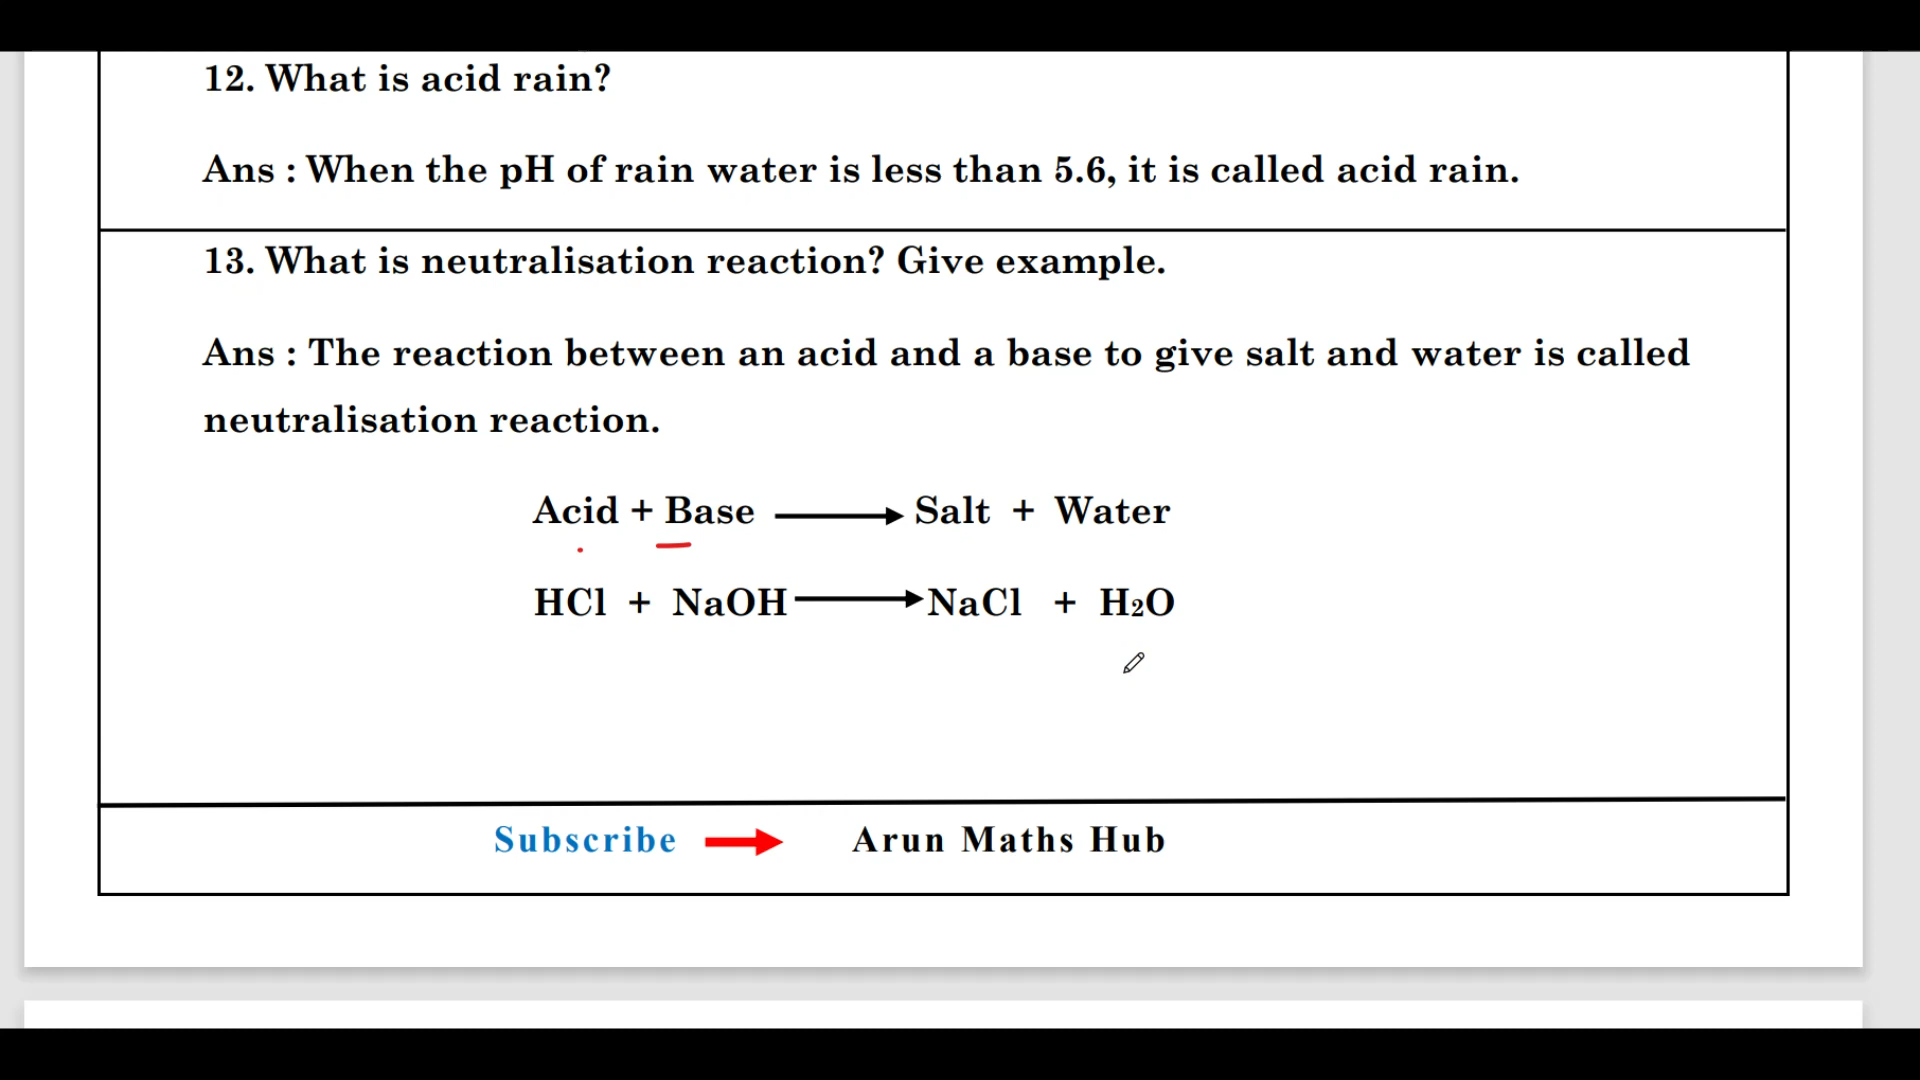 12. What is acid rain?
Ans : When the pH of rain water is less than 5.6, it is called acid rain.
13. What is neutralisation reaction? Give example.
Ans : The reaction between an acid and a base to give salt and water is called
neutralisation reaction.
Acid + Base → Salt + Water
HCl + NaOH → NaCl + H₂O
Subscribe → Arun Maths Hub